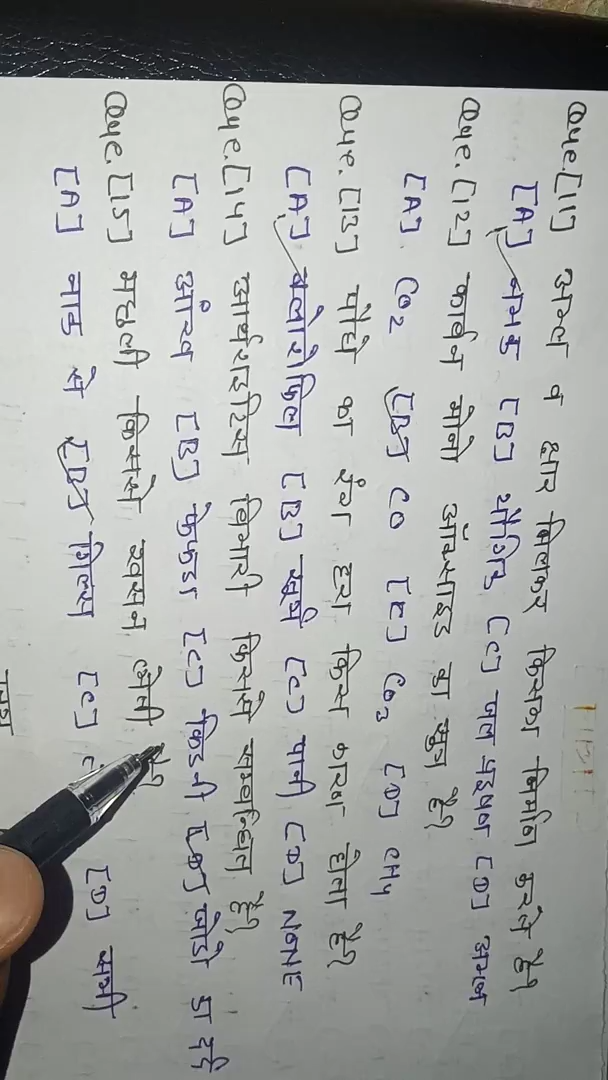 Que.[11] अम्ल व क्षार मिलकर किसका निर्माण करते है?
[A] नमक [B] [C] जल प्रदूषण [D] अम्ल
Que.[12] कार्बन मोनो ऑक्साइड का सुत्र है?
[A] CO2 [B] CO [C] CO3 [D] CH4
Que.[13] पौधे का रंग हरा किस कारण होता है?
[A] क्लोरोफिल [B] सूर्य [C] पानी [D] NONE
Que.[14] आर्थराइटिस बिमारी किससे सम्बन्धित है?
[A] आँख [B] फेफडा [C] किडनी [D] जोडो का दर्द
Que.[15] मछली किससे श्वसन लेती है?
[A] नाक से [B] गिल्स [C] [D] सभी